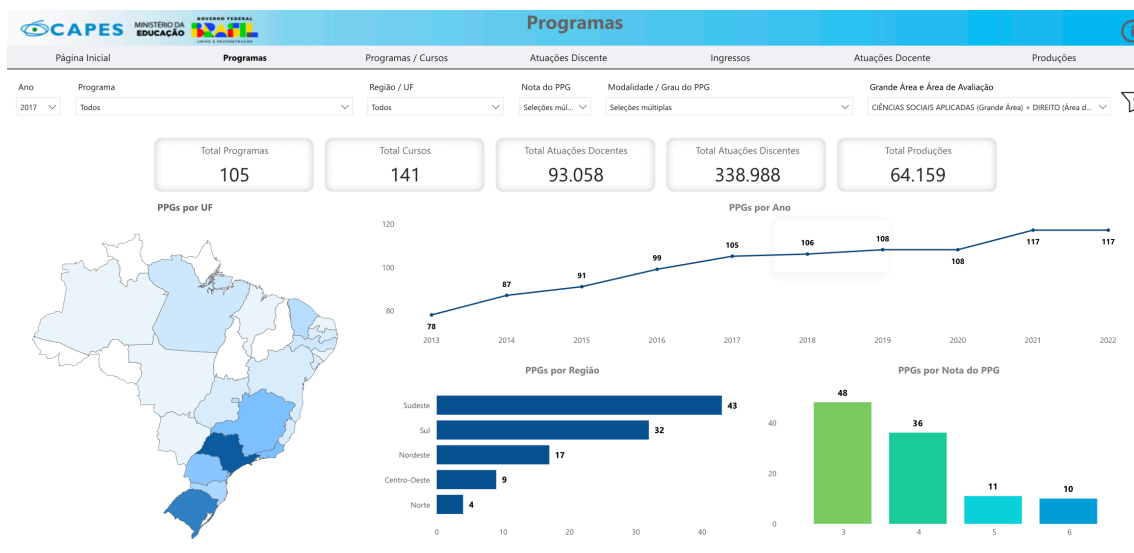 CAPES
MINISTÉRIO DA
EDUCAÇÃO
GOVERNO FEDERAL
BRASIL
UNIÃO E RECONSTRUÇÃO
Programas
Página Inicial
Programas
Programas / Cursos
Atuações Discente
Ingressos
Atuações Docente
Produções
Ano
Programa
Região / UF
Nota do PPG
Modalidade / Grau do PPG
Grande Área e Área de Avaliação
2017
Todos
Todos
Seleções múl...
Seleções múltiplas
CIÊNCIAS SOCIAIS APLICADAS (Grande Área) + DIREITO (Área d...
Total Programas
105
Total Cursos
141
Total Atuações Docentes
93.058
Total Atuações Discentes
338.988
Total Produções
64.159
PPGs por UF
PPGs por Ano
120
100
80
78
87
91
99
105
106
108
108
117
117
2013
2014
2015
2016
2017
2018
2019
2020
2021
2022
PPGs por Região
Sudeste
43
Sul
32
Nordeste
17
Centro-Oeste
9
Norte
4
0
10
20
30
40
PPGs por Nota do PPG
40
20
0
48
36
11
10
3
4
5
6